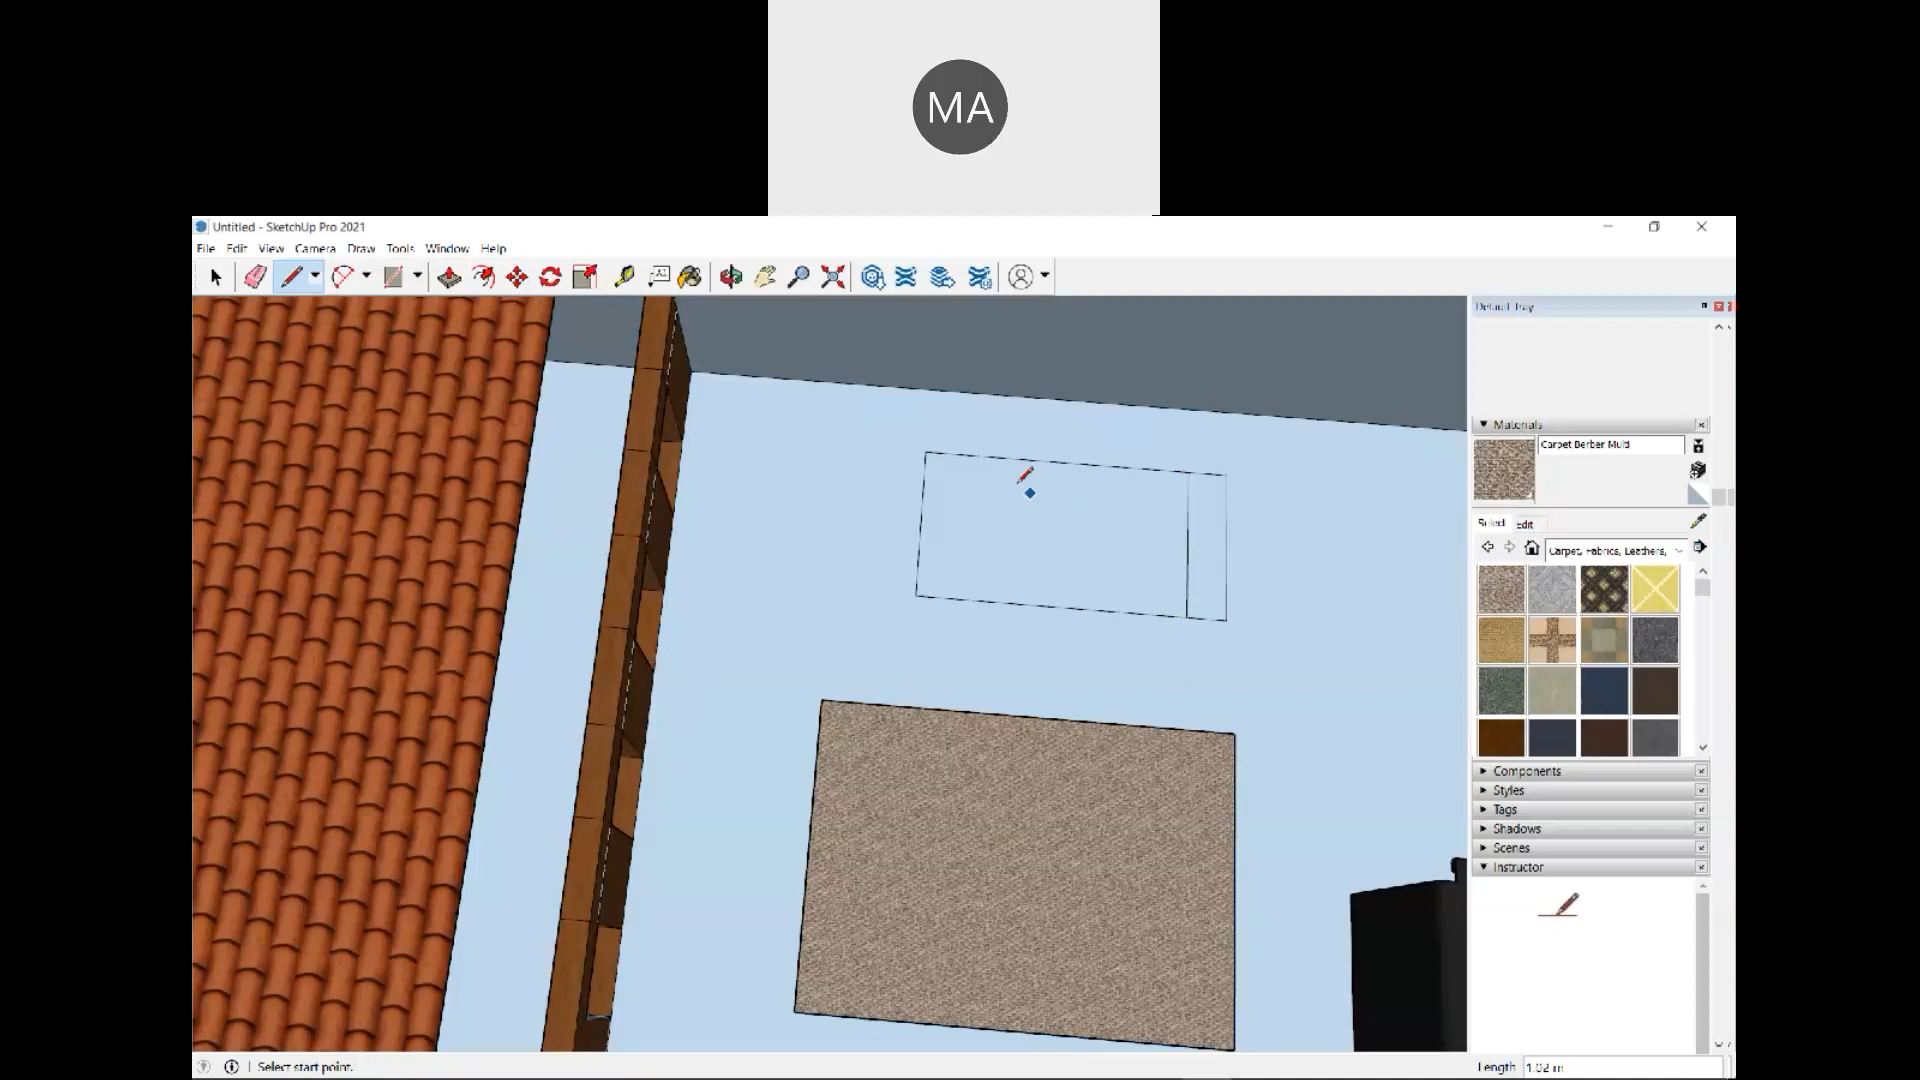 MA
Untitled - SketchUp Pro 2021
File Edit View Camera Draw Tools Window Help
A1
Default Tray
Materials
Carpet Berber Multi
Select Edit
Carpet, Fabrics, Leathers,
Components
Styles
Tags
Shadows
Scenes
Instructor
Select start point.
Length 1.02 m